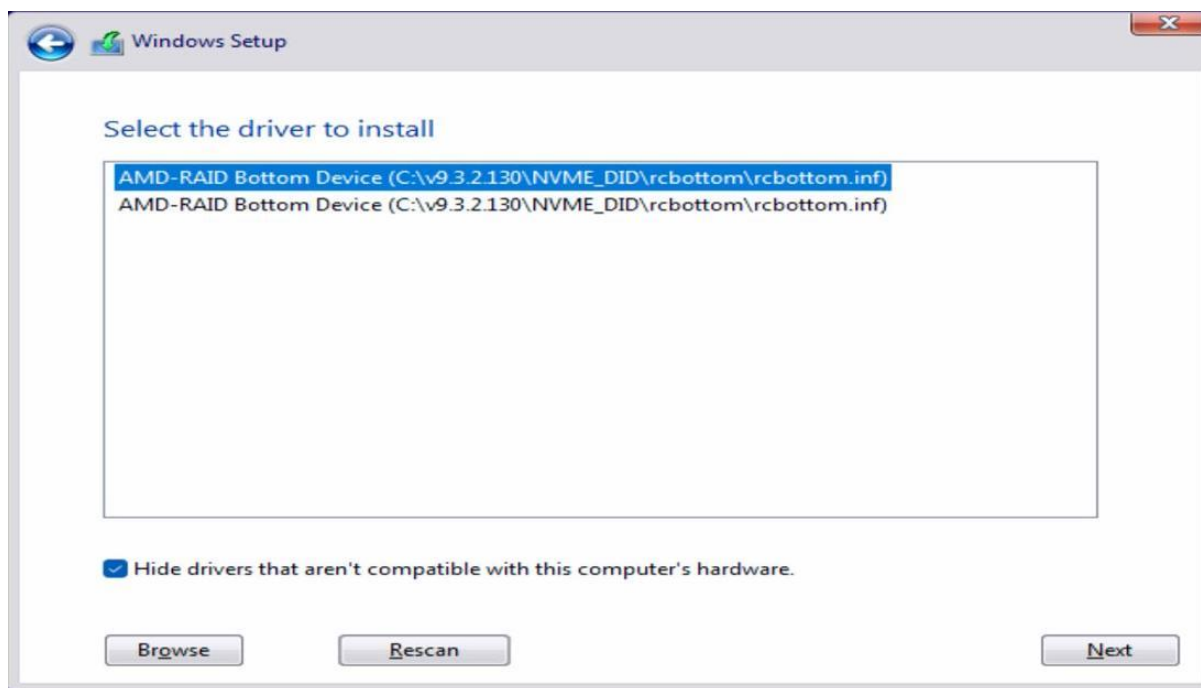 Windows Setup
Select the driver to install
AMD-RAID Bottom Device (C:\v9.3.2.130\NVME_DID\rcbottom\rcbottom.inf)
AMD-RAID Bottom Device (C:\v9.3.2.130\NVME_DID\rcbottom\rcbottom.inf)
Hide drivers that aren't compatible with this computer's hardware.
Browse
Rescan
Next